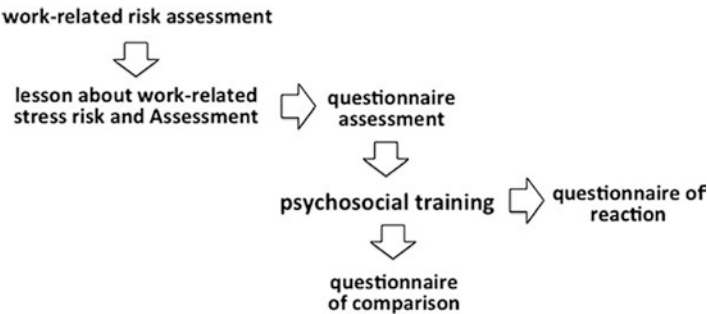 work-related risk assessment
lesson about work-related
stress risk and Assessment
questionnaire
assessment
psychosocial training
questionnaire of
reaction
questionnaire
of comparison